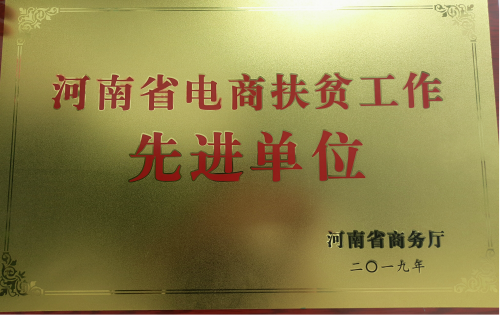 河南省电商扶贫工作
先进单位
河南省商务厅
二〇一九年